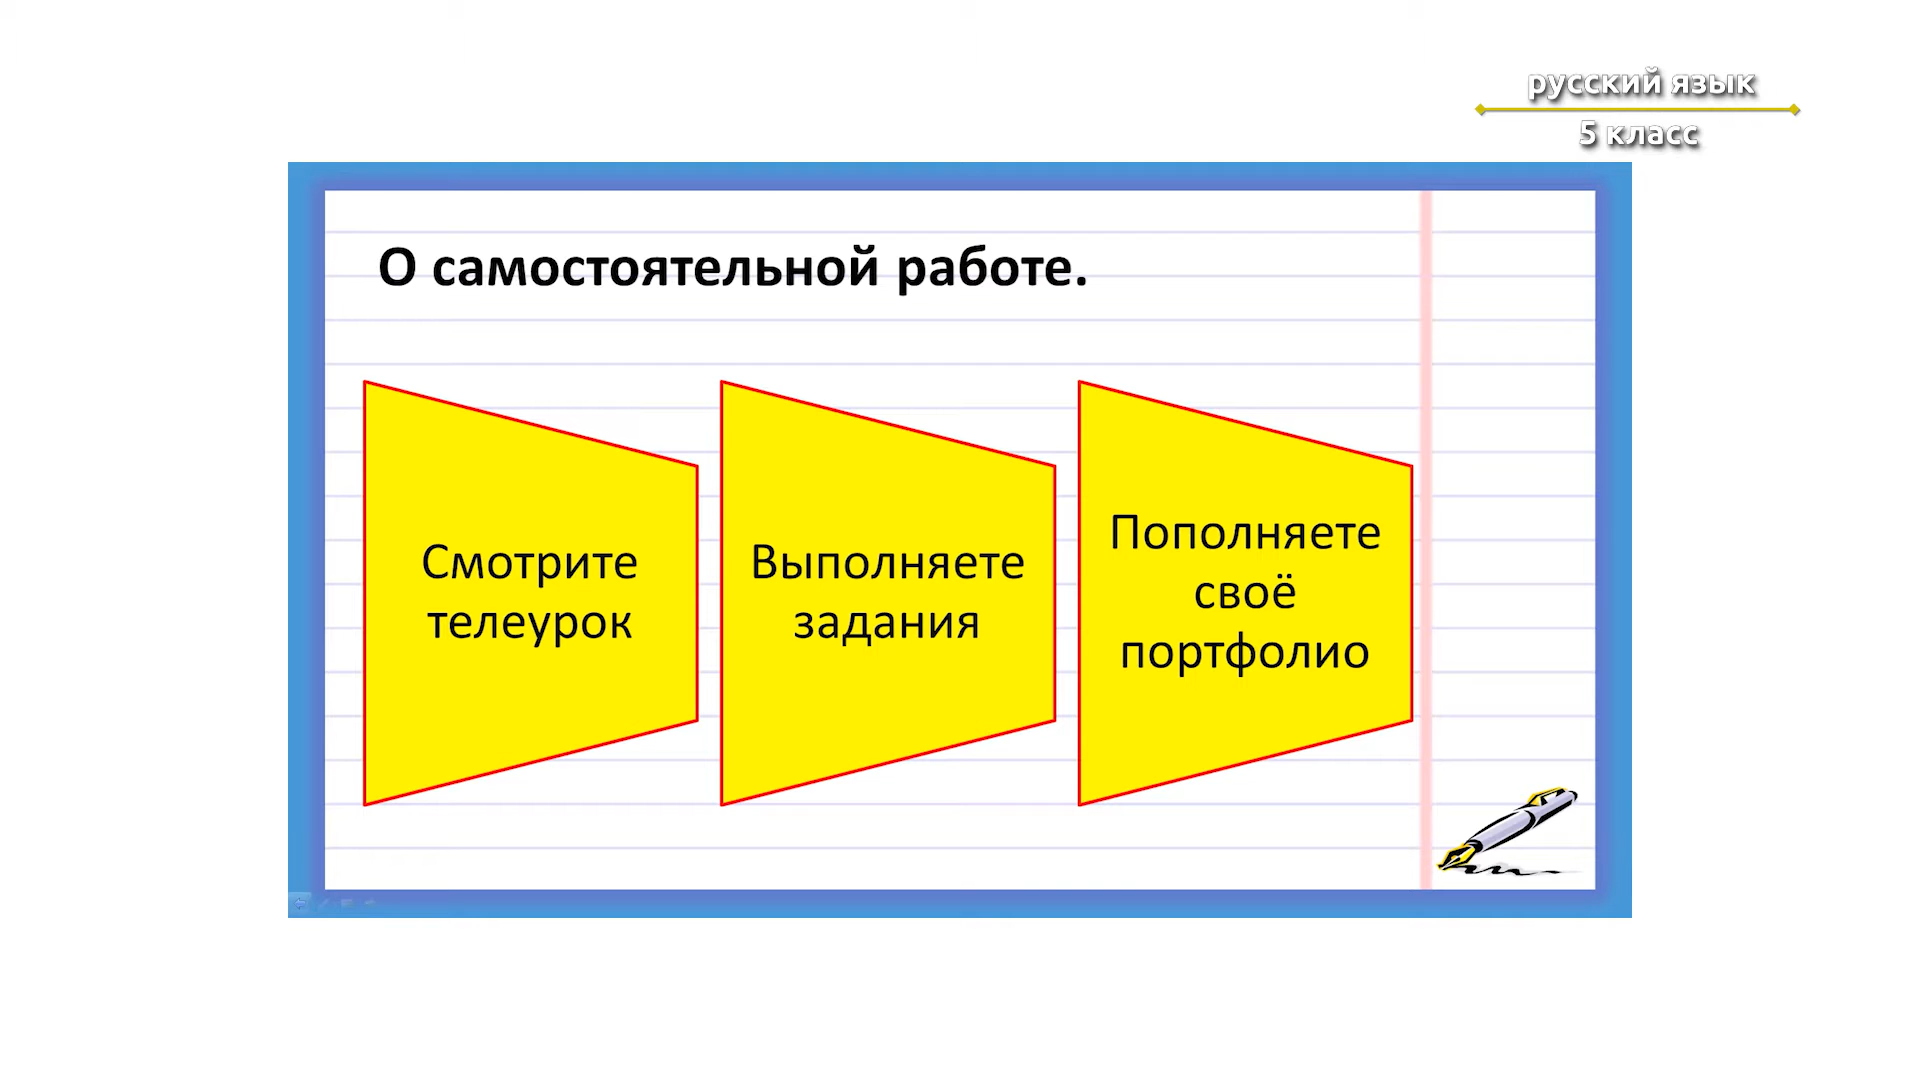 русский язык
5 класс
О самостоятельной работе.
Смотрите
телеурок
Выполняете
задания
Пополняете
своё
портфолио